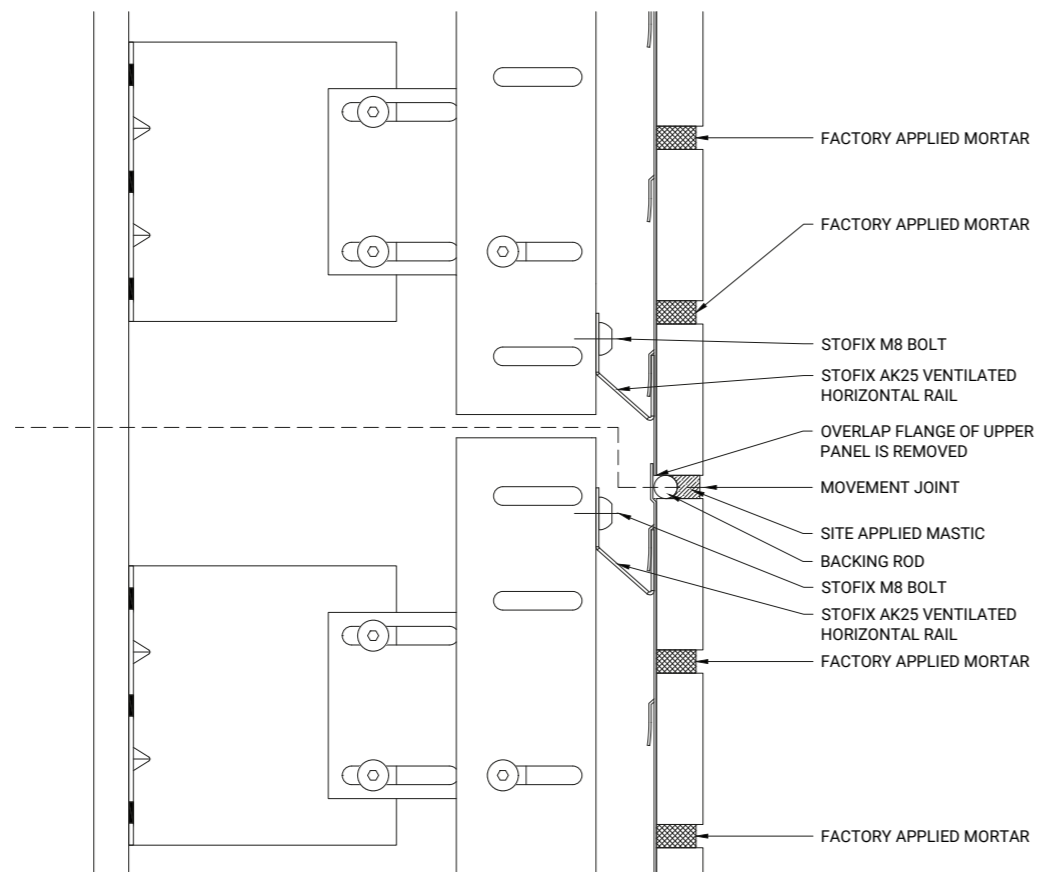 FACTORY APPLIED MORTAR
FACTORY APPLIED MORTAR
STOFIX M8 BOLT
STOFIX AK25 VENTILATED
HORIZONTAL RAIL
OVERLAP FLANGE OF UPPER
PANEL IS REMOVED
MOVEMENT JOINT
SITE APPLIED MASTIC
BACKING ROD
STOFIX M8 BOLT
STOFIX AK25 VENTILATED
HORIZONTAL RAIL
FACTORY APPLIED MORTAR
FACTORY APPLIED MORTAR